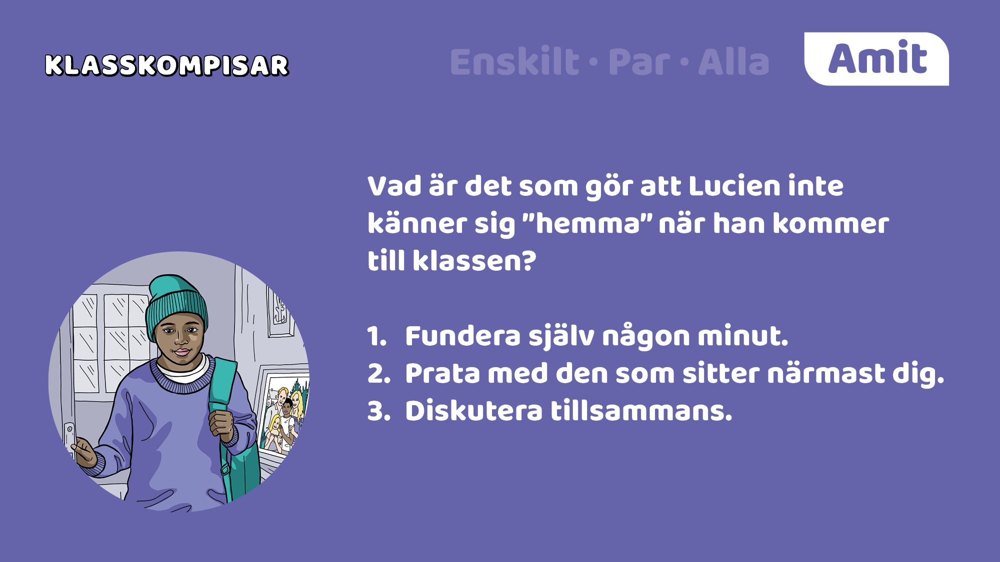 KLASSKOMPISAR
Enskilt • Par • Alla
Amit
Vad är det som gör att Lucien inte
känner sig ”hemma” när han kommer
till klassen?
1. Fundera själv någon minut.
2. Prata med den som sitter närmast dig.
3. Diskutera tillsammans.